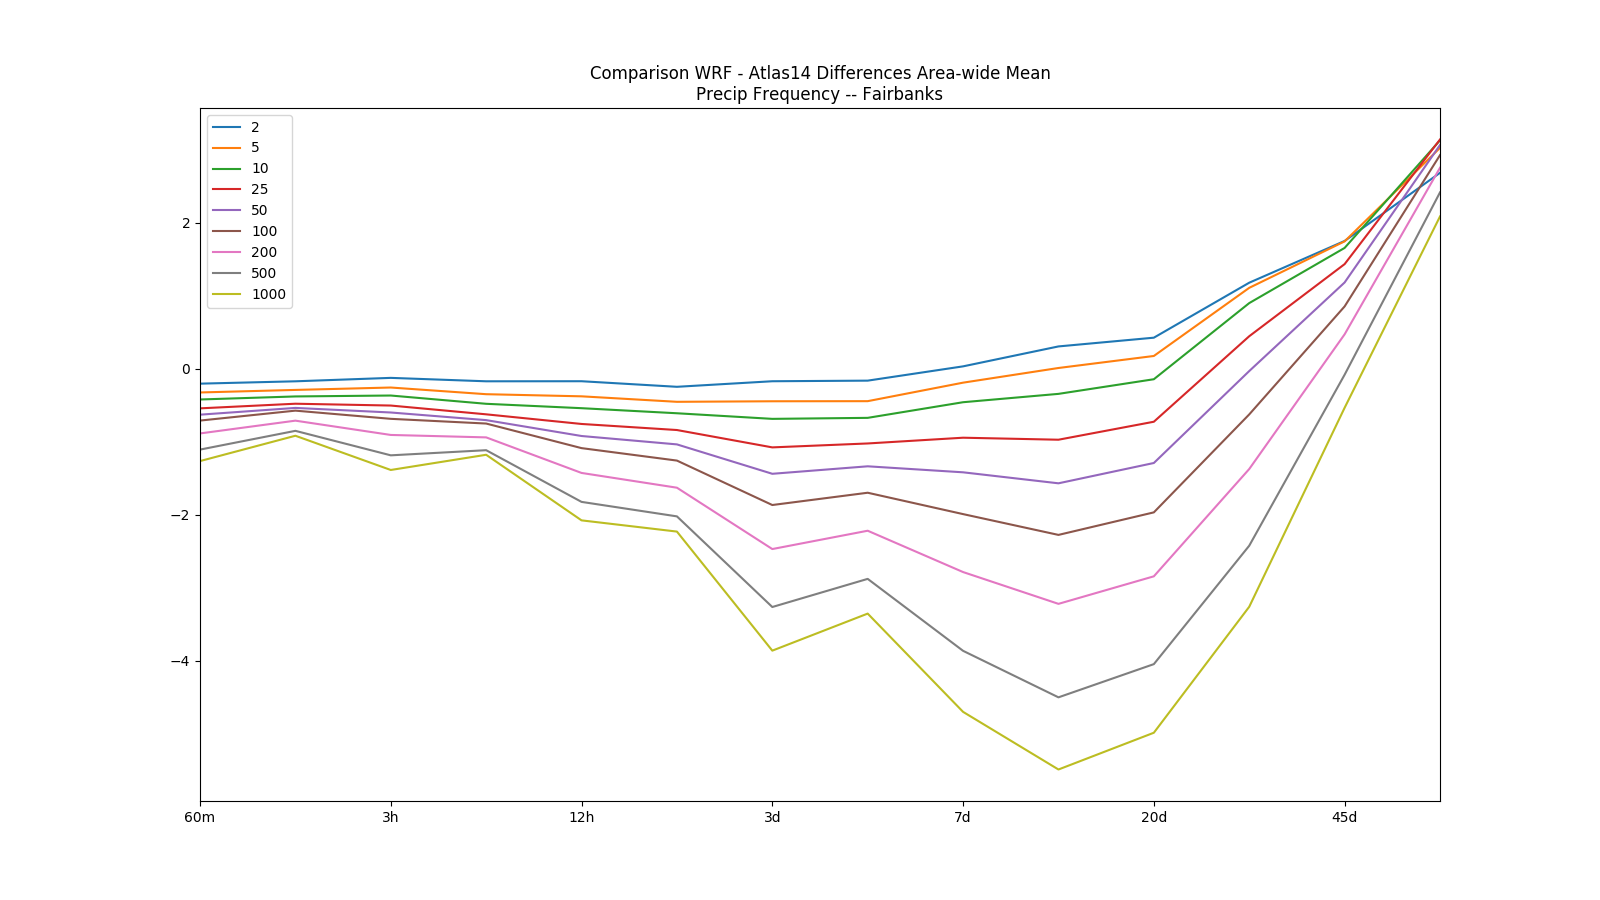 Comparison WRF - Atlas14 Differences Area-wide Mean
Precip Frequency -- Fairbanks
2
5
10
25
50
100
200
500
1000
2
0
−2
−4
60m
3h
12h
3d
7d
20d
45d